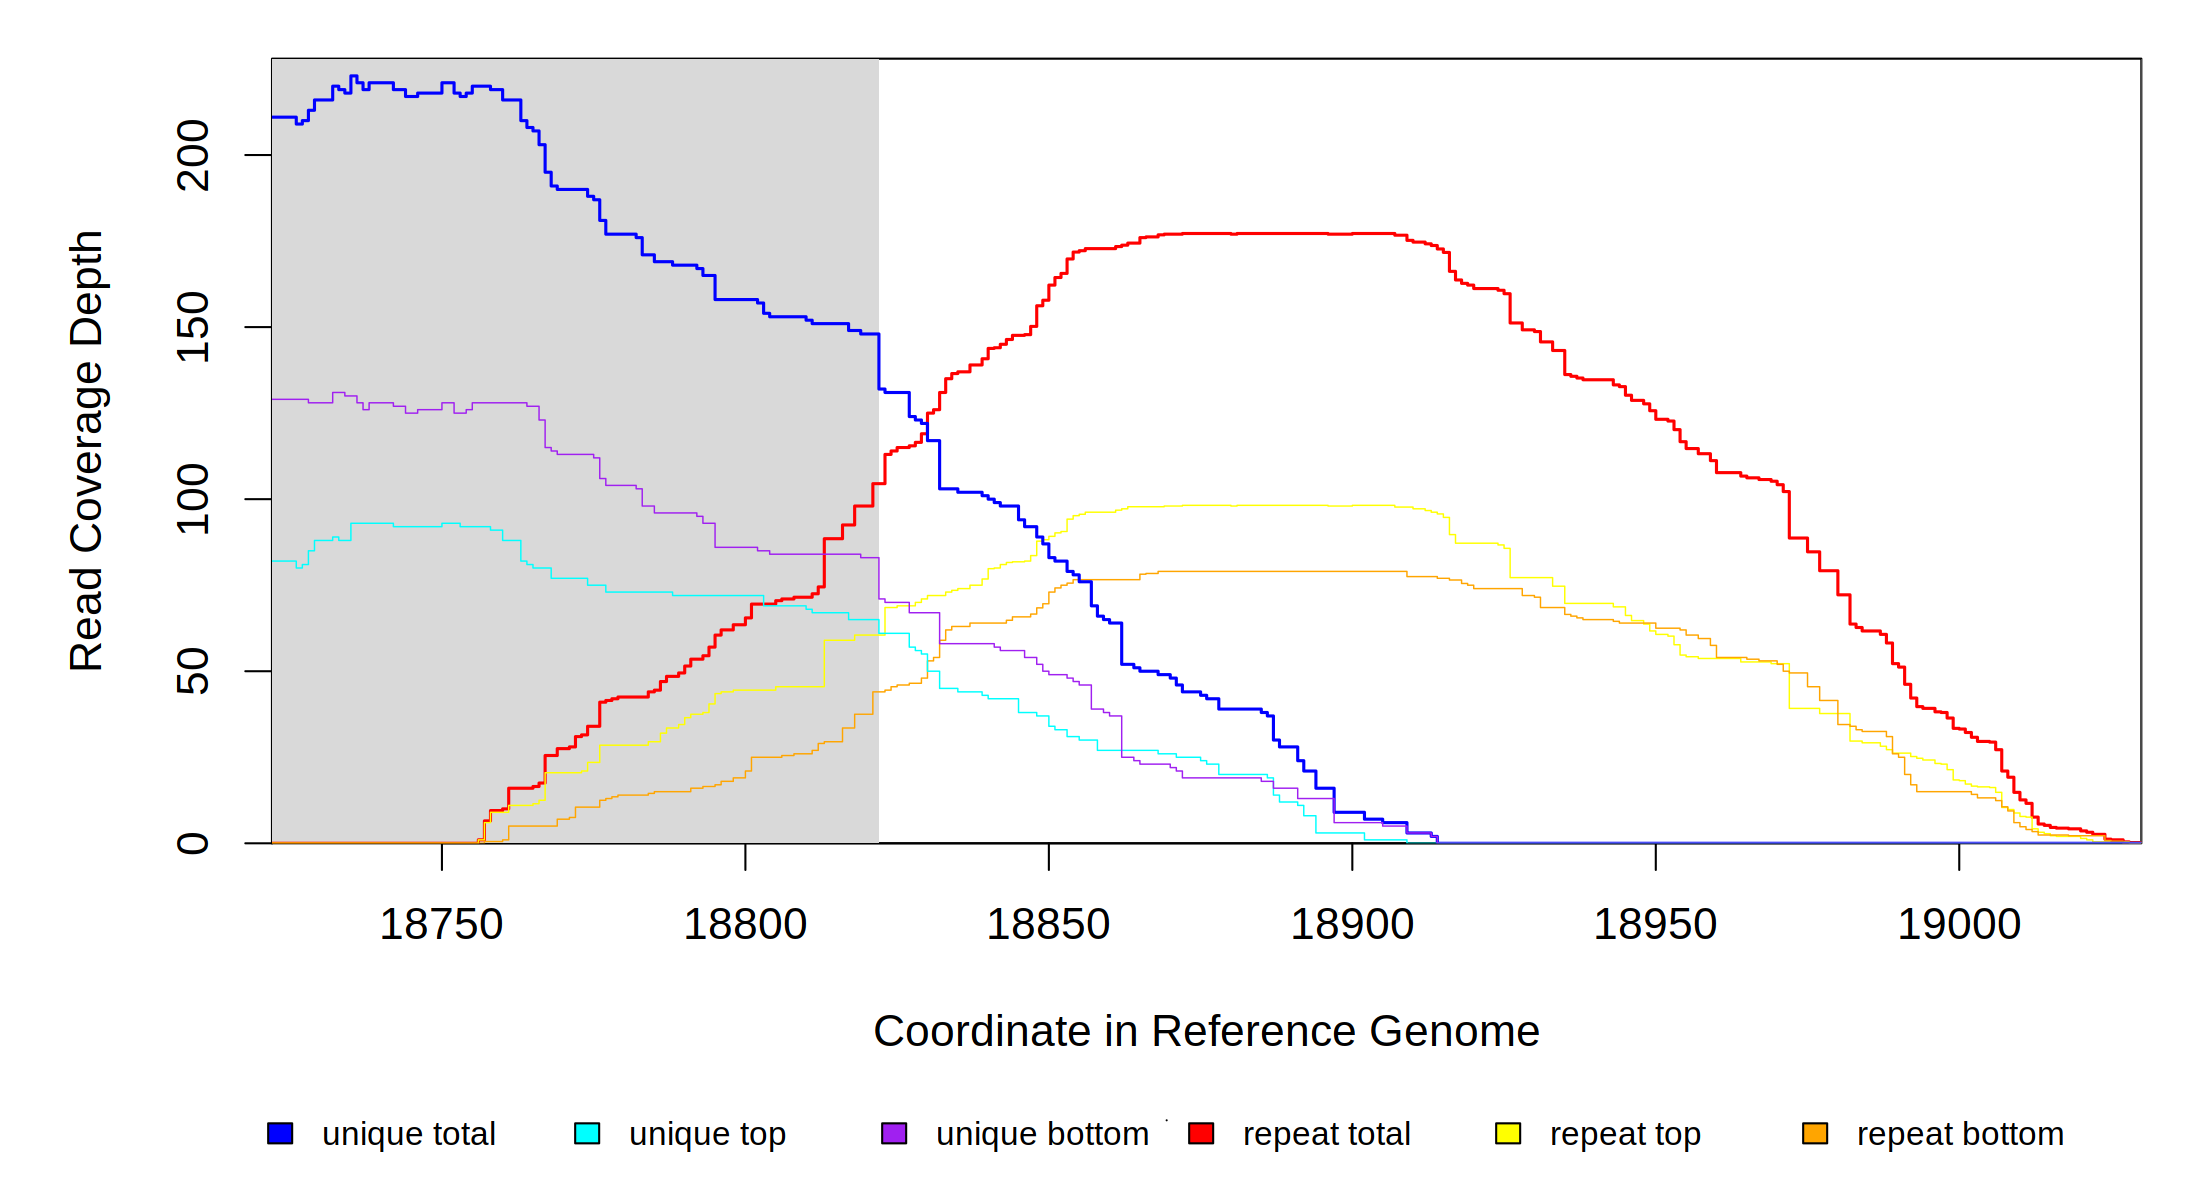 Read Coverage Depth
200
150
100
50
0
18750 18800 18850 18900 18950 19000
Coordinate in Reference Genome
unique total unique top unique bottom repeat total repeat top repeat bottom